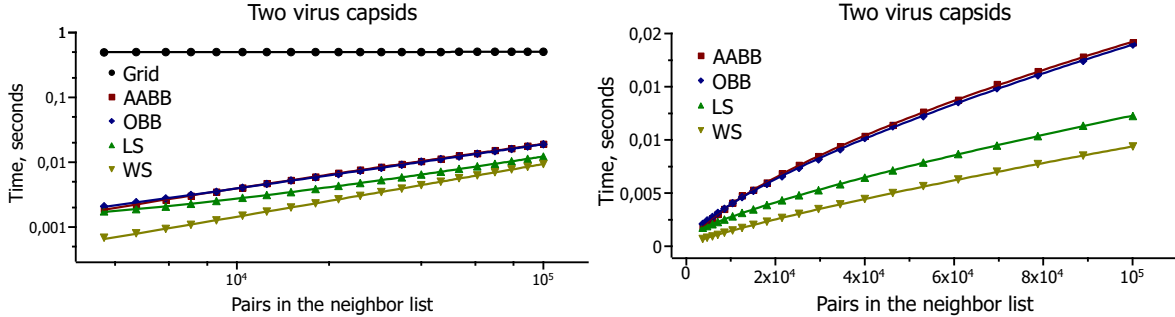 Two virus capsids
1
0,1
0,01
0,001
Time, seconds
Grid
AABB
OBB
LS
WS
10⁴
10⁵
Pairs in the neighbor list
Two virus capsids
0,02
0,01
0,01
0,005
0
Time, seconds
AABB
OBB
LS
WS
0
2x10⁴
4x10⁴
6x10⁴
8x10⁴
10⁵
Pairs in the neighbor list